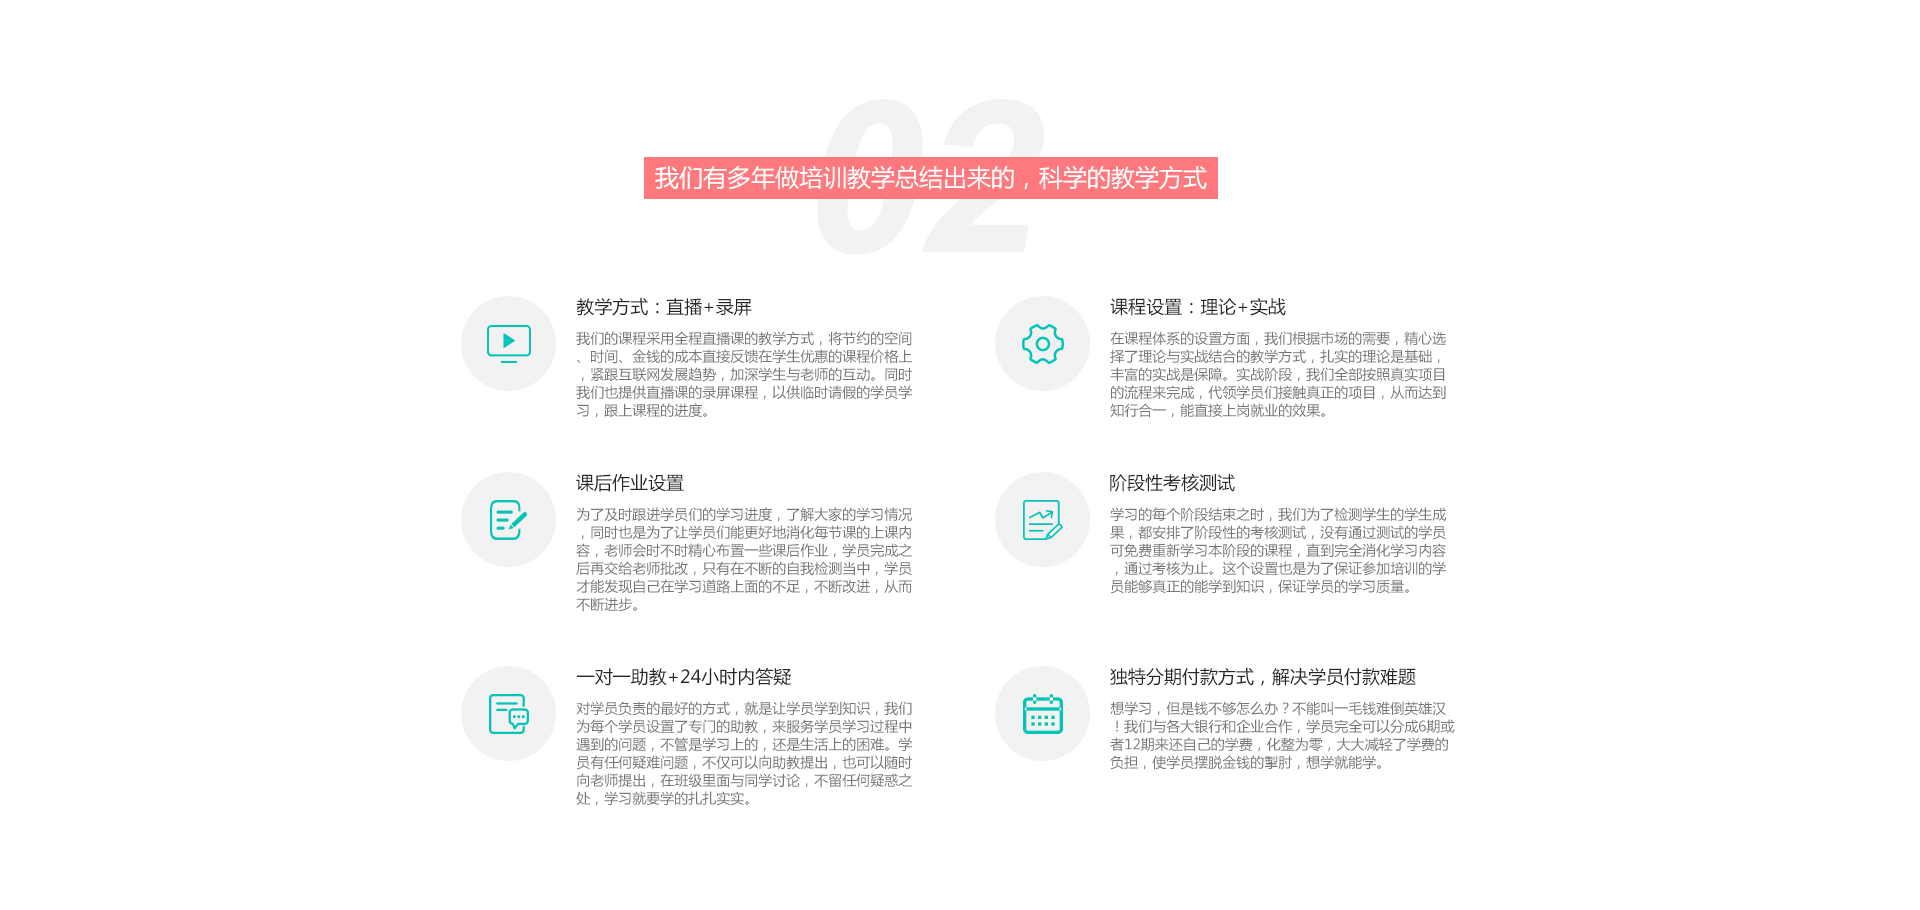 02
我们有多年做培训教学总结出来的，科学的教学方式
教学方式：直播+录屏
我们的课程采用全程直播课的教学方式，将节约的空间
、时间、金钱的成本直接反馈在学生优惠的课程价格上
，紧跟互联网发展趋势，加深学生与老师的互动。同时
我们也提供直播课的录屏课程，以供临时请假的学员学
习，跟上课程的进度。
课程设置：理论+实战
在课程体系的设置方面，我们根据市场的需要，精心选
择了理论与实战结合的教学方式，扎实的理论是基础，
丰富的实战是保障。实战阶段，我们全部按照真实项目
的流程来完成，代领学员们接触真正的项目，从而达到
知行合一，能直接上岗就业的效果。
课后作业设置
为了及时跟进学员们的学习进度，了解大家的学习情况
，同时也是为了让学员们能更好地消化每节课的上课内
容，老师会时不时精心布置一些课后作业，学员完成之
后再交给老师批改，只有在不断的自我检测当中，学员
才能发现自己在学习道路上面的不足，不断改进，从而
不断进步。
阶段性考核测试
学习的每个阶段结束之时，我们为了检测学生的学生成
果，都安排了阶段性的考核测试，没有通过测试的学员
可免费重新学习本阶段的课程，直到完全消化学习内容
，通过考核为止。这个设置也是为了保证参加培训的学
员能够真正的能学到知识，保证学员的学习质量。
一对一助教+24小时内答疑
对学员负责的最好的方式，就是让学员学到知识，我们
为每个学员设置了专门的助教，来服务学员学习过程中
遇到的问题，不管是学习上的，还是生活上的困难。学
员有任何疑难问题，不仅可以向助教提出，也可以随时
向老师提出，在班级里面与同学讨论，不留任何疑惑之
处，学习就要学的扎扎实实。
独特分期付款方式，解决学员付款难题
想学习，但是钱不够怎么办？不能叫一毛钱难倒英雄汉
！我们与各大银行和企业合作，学员完全可以分成6期或
者12期来还自己的学费，化整为零，大大减轻了学费的
负担，使学员摆脱金钱的掣肘，想学就能学。